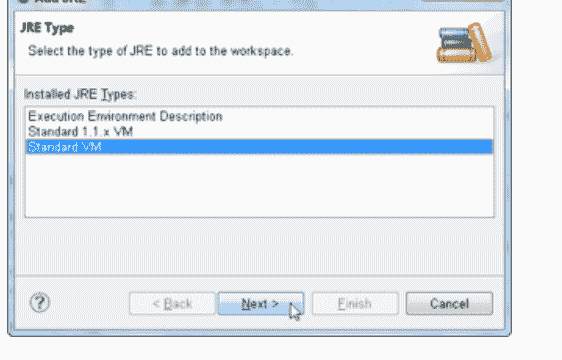 JRE Type
Select the type of JRE to add to the workspace.
Installed JRE Types:
Execution Environment Description
Standard 1.1.x VM
Standard VM
< Back
Next >
Finish
Cancel